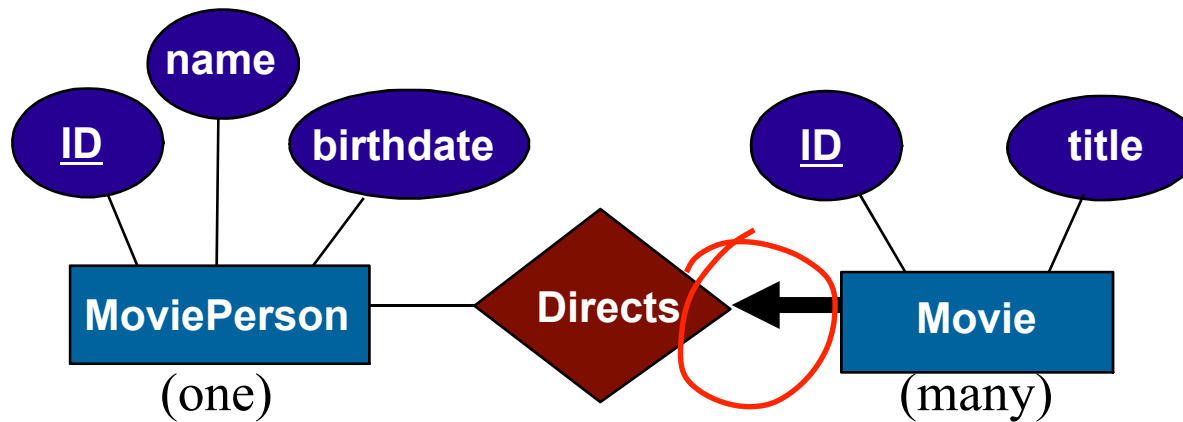 name
ID
birthdate
ID
title
MoviePerson
Directs
Movie
(one)
(many)